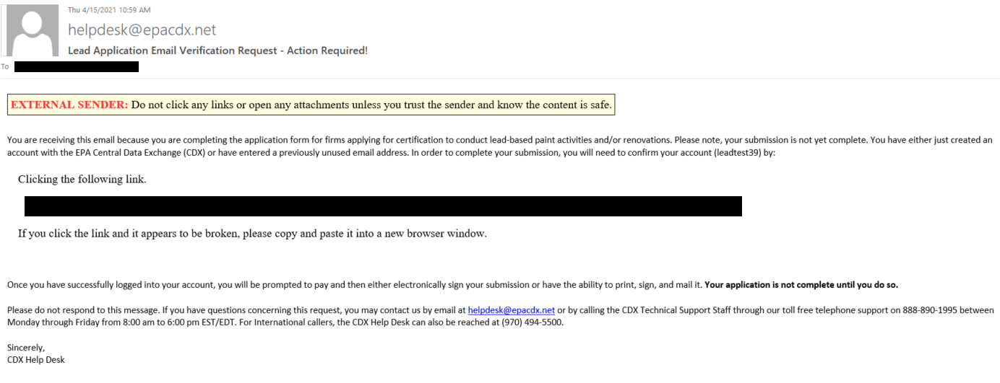 Thu 4/15/2021 10:59 AM
helpdesk@epacdx.net
Lead Application Email Verification Request - Action Required!
To
EXTERNAL SENDER: Do not click any links or open any attachments unless you trust the sender and know the content is safe.
You are receiving this email because you are completing the application form for firms applying for certification to conduct lead-based paint activities and/or renovations. Please note, your submission is not yet complete. You have either just created an
account with the EPA Central Data Exchange (CDX) or have entered a previously unused email address. In order to complete your submission, you will need to confirm your account (leadtest39) by:
Clicking the following link.
If you click the link and it appears to be broken, please copy and paste it into a new browser window.
Once you have successfully logged into your account, you will be prompted to pay and then either electronically sign your submission or have the ability to print, sign, and mail it. Your application is not complete until you do so.
Please do not respond to this message. If you have questions concerning this request, you may contact us by email at helpdesk@epacdx.net or by calling the CDX Technical Support Staff through our toll free telephone support on 888-890-1995 between
Monday through Friday from 8:00 am to 6:00 pm EST/EDT. For International callers, the CDX Help Desk can also be reached at (970) 494-5500.
Sincerely,
CDX Help Desk